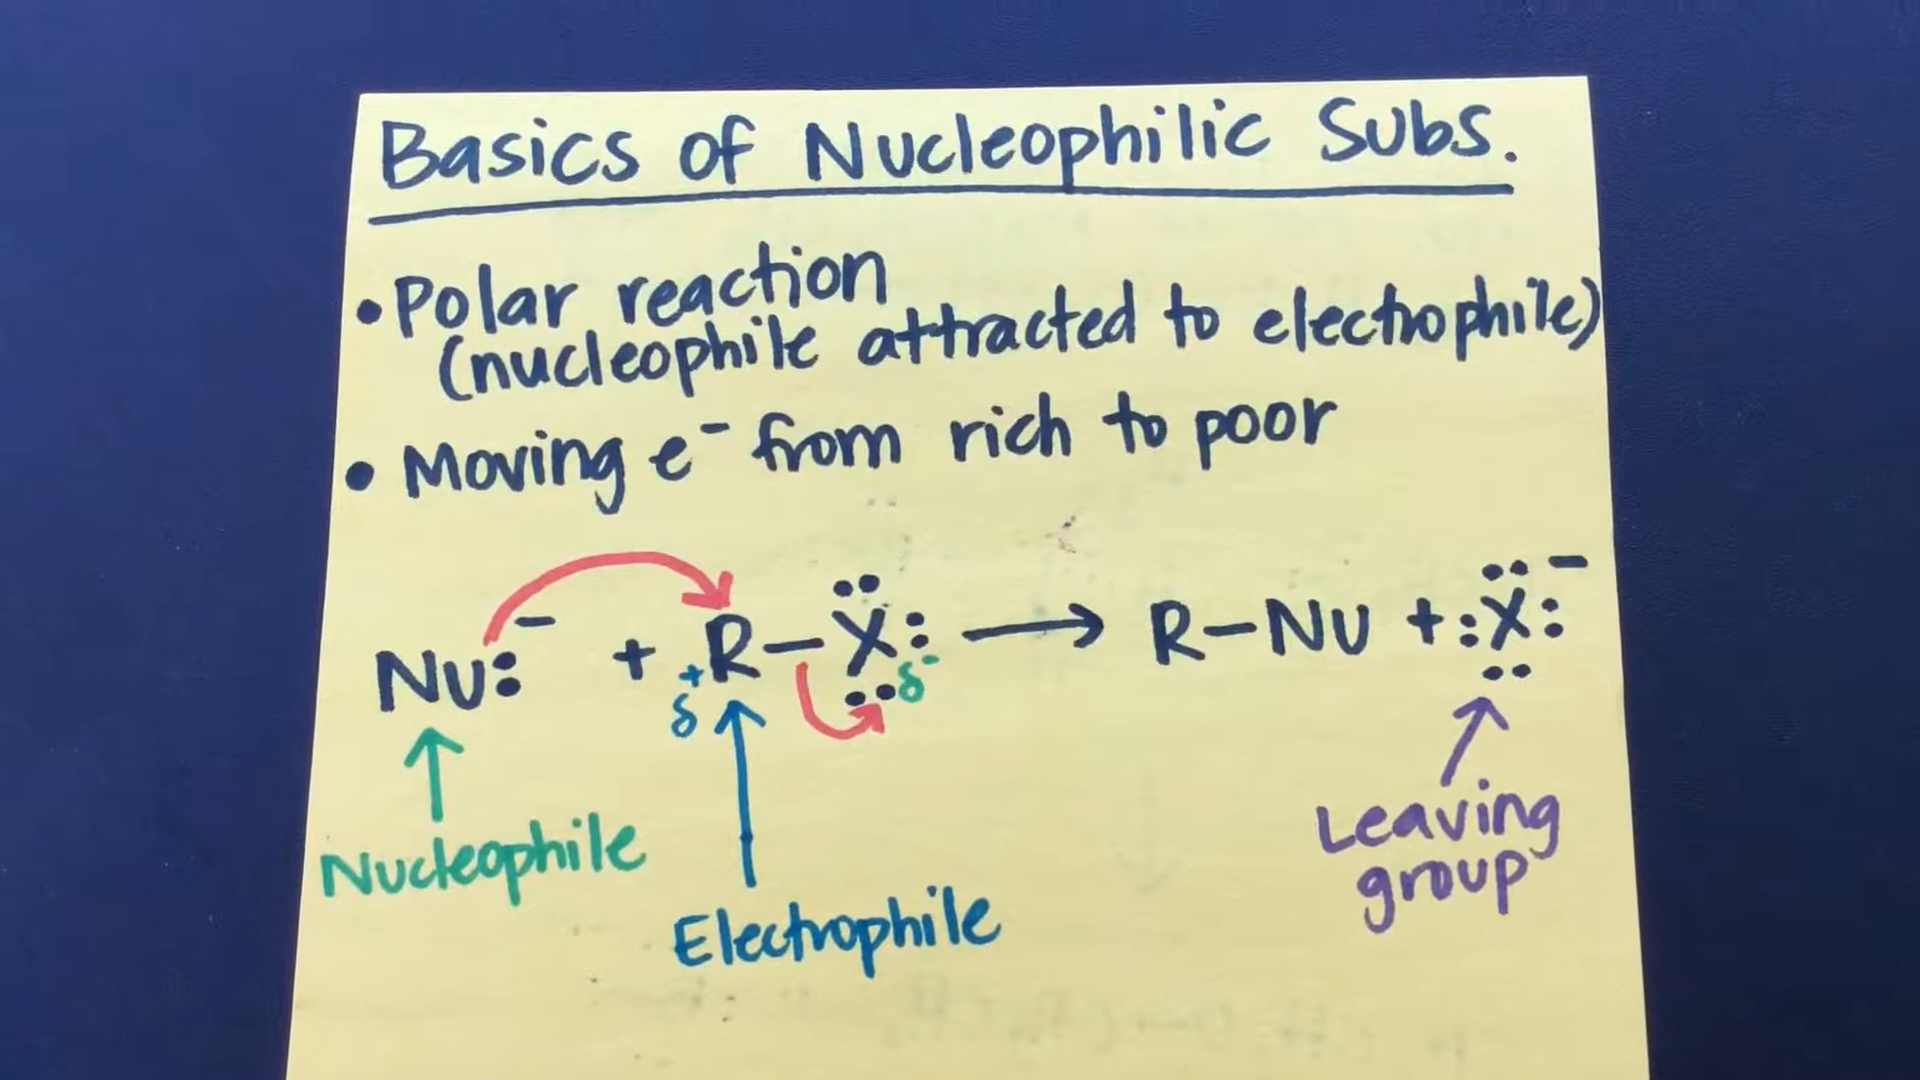 Basics of Nucleophilic Subs.
• Polar reaction
(nucleophile attracted to electrophile)
• Moving e⁻ from rich to poor
Nu:⁻ + δ⁺ R–X δ⁻ → R–Nu + :X:⁻
Nucleophile
Electrophile
Leaving
group